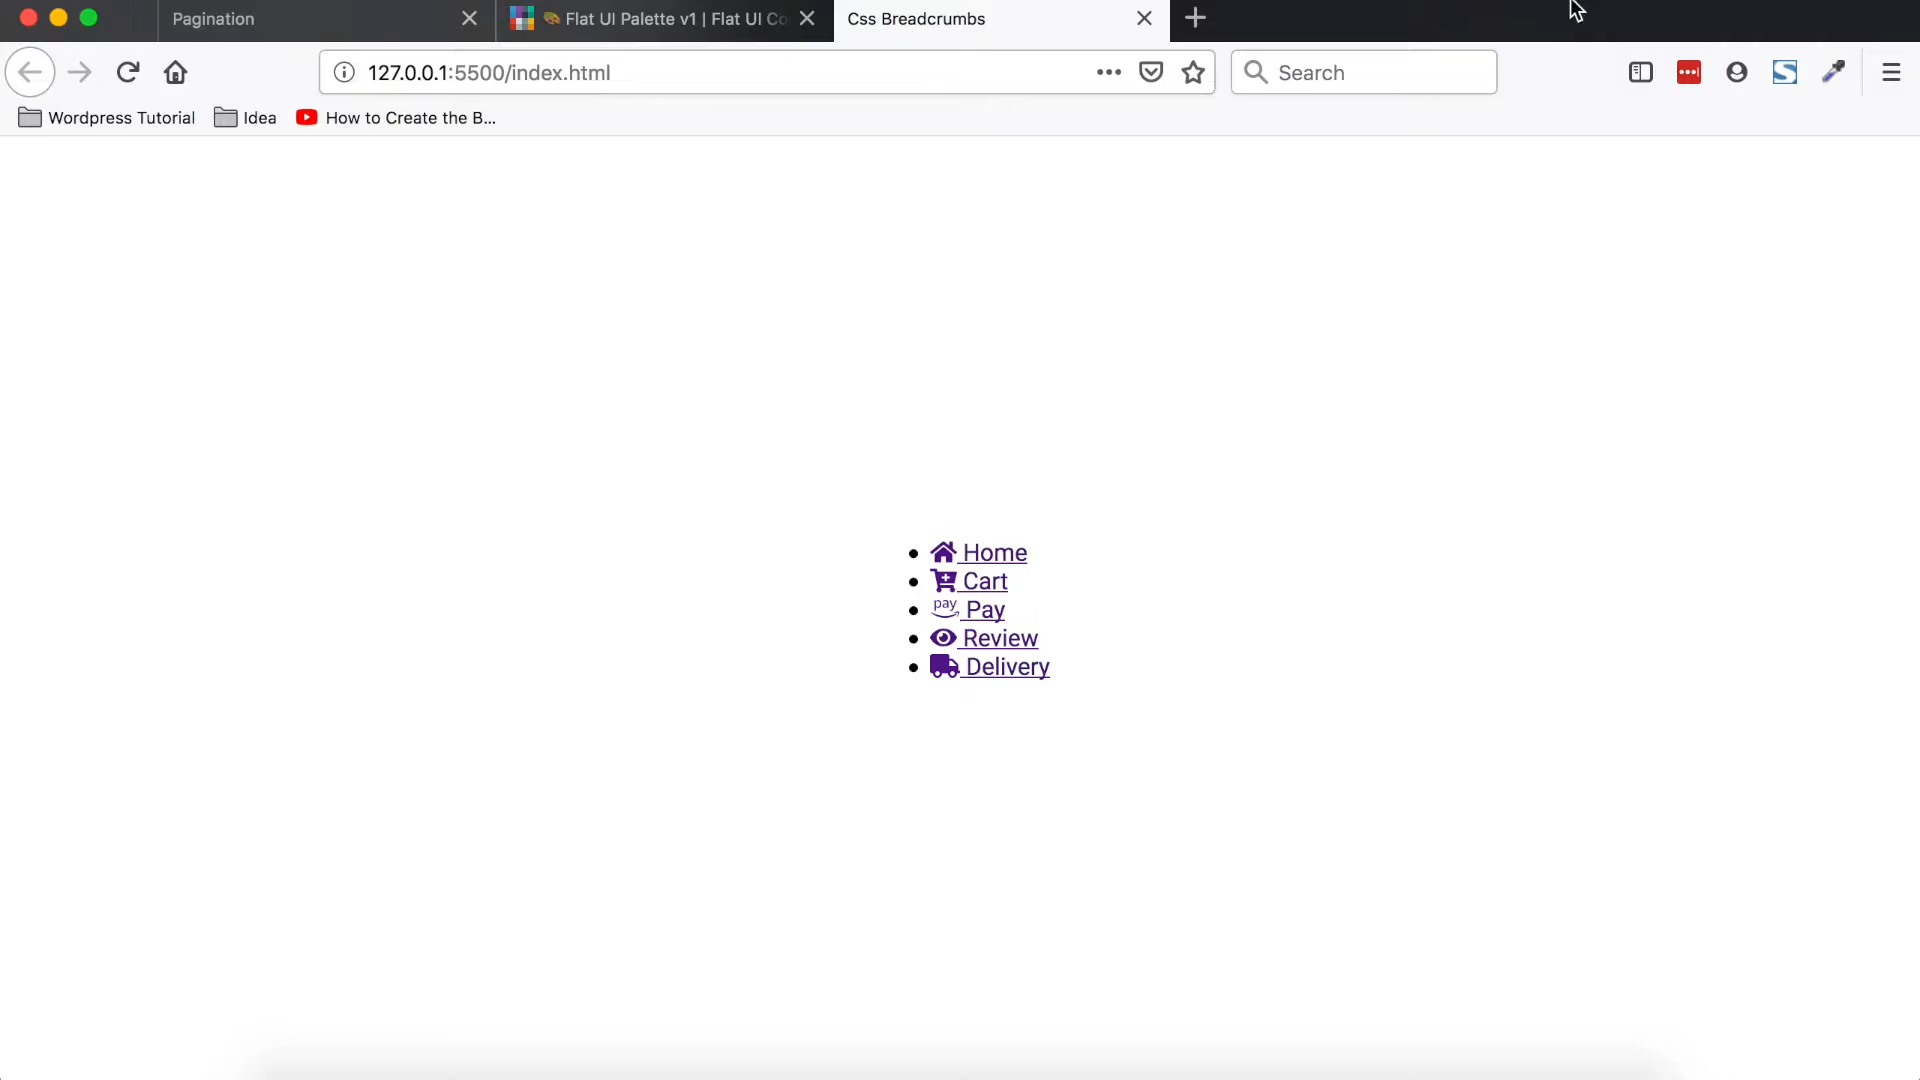 Pagination
Flat UI Palette v1 | Flat UI Co
Css Breadcrumbs
127.0.0.1:5500/index.html
Search
Wordpress Tutorial
Idea
How to Create the B...
Home
Cart
pay Pay
Review
Delivery